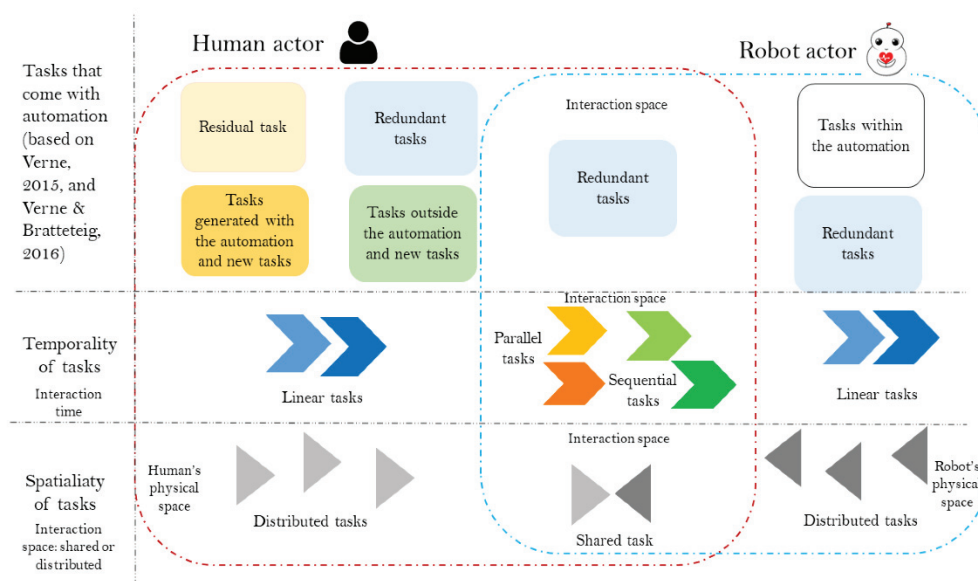 Human actor
Robot actor
Tasks that
come with
automation
(based on
Verne,
2015, and
Verne &
Bratteteig,
2016)
Residual task
Redundant
tasks
Tasks
generated with
the automation
and new tasks
Tasks outside
the automation
and new tasks
Interaction space
Redundant
tasks
Tasks within
the automation
Redundant
tasks
Temporality
of tasks
Interaction
time
Linear tasks
Interaction space
Parallel
tasks
Sequential
tasks
Linear tasks
Spatialiaty
of tasks
Interaction
space: shared or
distributed
Human's
physical
space
Distributed tasks
Interaction space
Shared task
Robot's
physical
space
Distributed tasks